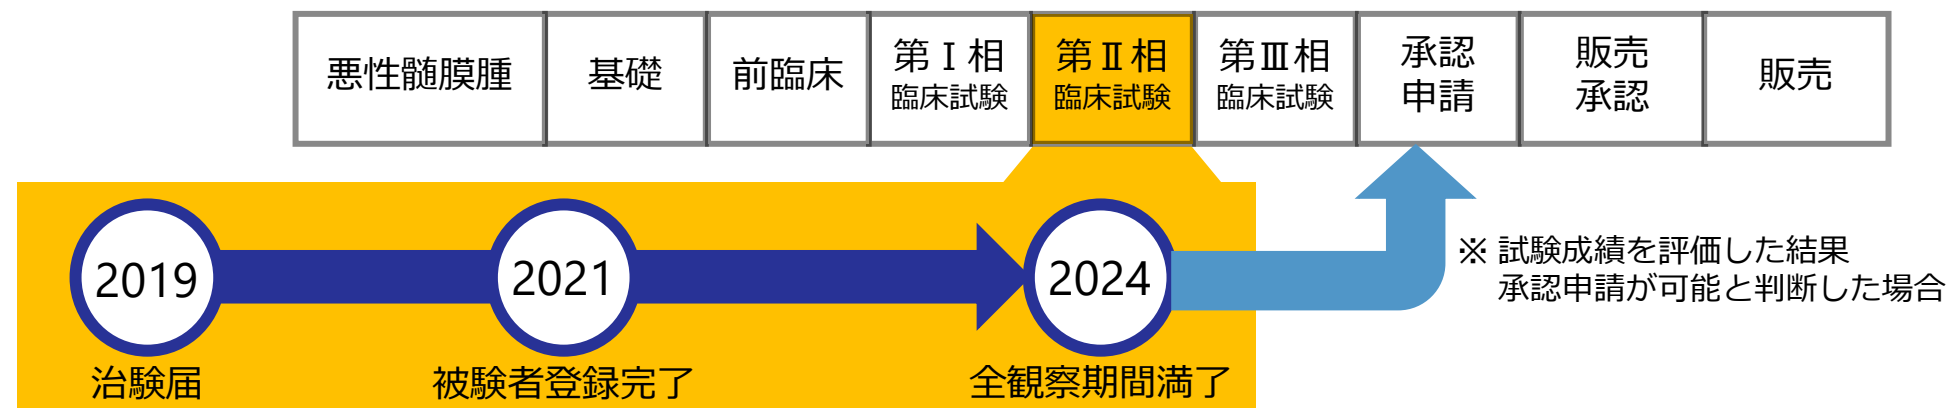 悪性髄膜腫
基礎
前臨床
第Ⅰ相
臨床試験
第Ⅱ相
臨床試験
第Ⅲ相
臨床試験
承認
申請
販売
承認
販売
2019
2021
2024
治験届
被験者登録完了
全観察期間満了
※ 試験成績を評価した結果
承認申請が可能と判断した場合